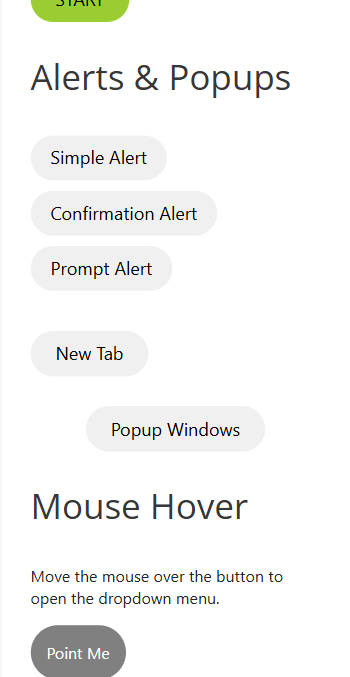 START
Alerts & Popups
Simple Alert
Confirmation Alert
Prompt Alert
New Tab
Popup Windows
Mouse Hover
Move the mouse over the button to
open the dropdown menu.
Point Me